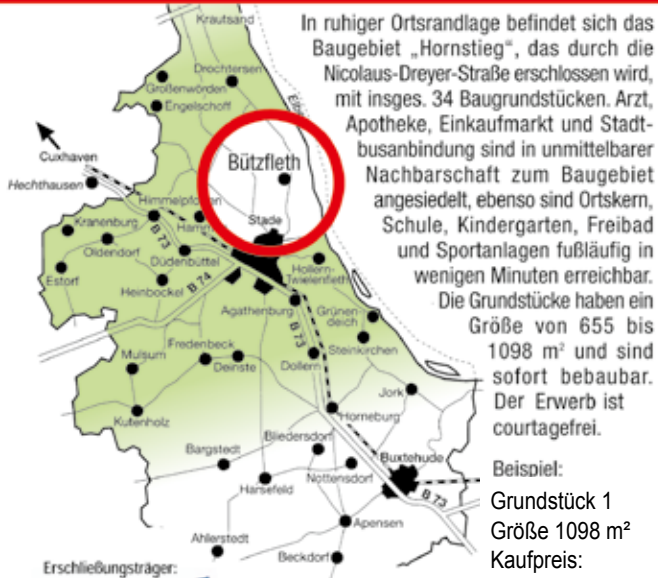 In ruhiger Ortsrandlage befindet sich das
Baugebiet „Hornstieg“, das durch die
Nicolaus-Dreyer-Straße erschlossen wird,
mit insges. 34 Baugrundstücken. Arzt,
Apotheke, Einkaufmarkt und Stadt-
busanbindung sind in unmittelbarer
Nachbarschaft zum Baugebiet
angesiedelt, ebenso sind Ortskern,
Schule, Kindergarten, Freibad
und Sportanlagen fußläufig in
wenigen Minuten erreichbar.
Die Grundstücke haben ein
Größe von 655 bis
1098 m² und sind
sofort bebaubar.
Der Erwerb ist
courtagefrei.
Beispiel:
Grundstück 1
Größe 1098 m²
Kaufpreis:
Krautsand
Drochtersen
Großenwörden
Engelschoff
Cuxhaven
Hechthausen
Bützfleth
Himmelpforten
Stade
Kranenburg
Hamm
B 73
Oldendorf
Düdenbüttel
Hollern-
Twielenfleth
Estorf
Heinbockel
B 74
Agathenburg
Grünen-
deich
B 73
Steinkirchen
Fredenbeck
Mulsum
Deinste
Dollern
Jork
Kutenholz
Horneburg
Bliedersdorf
Bargstedt
Buxtehude
Nottensdorf
Harsefeld
B 73
Apensen
Ahlerstedt
Beckdorf
Erschließungsträger: